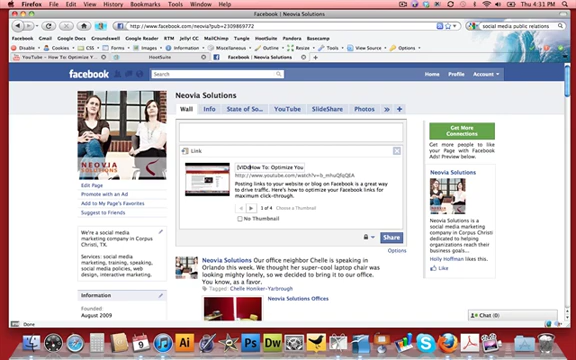 Firefox File Edit View History Bookmarks Tools Window Help
Thu 4:31 PM
Facebook | Neovia Solutions
http://www.facebook.com/neovia?pub=2309869772
social media public relations
Disable Cookies CSS Forms Images Information Miscellaneous Outline Resize Tools View Source Options
Facebook Gmail Google Docs Groundwork Google Reader RTM Jelly! CC MailChimp Tungle HootSuite Pandora Basecamp
YouTube - How To: Optimize Y...
HootSuite
Facebook | Neovia Solutions
facebook
Search
Home Profile Account
Neovia Solutions
Wall Info State of So... YouTube SlideShare Photos » +
Link
[VID]How To: Optimize You
Posting links to your website or blog on Facebook is a great
way to drive traffic. Here's how to optimize your Facebook links for
maximum click-through.
1 of 4 Choose a Thumbnail
No Thumbnail
Share
Options
NEOVIA
SOLUTIONS
Edit Page
Promote with an Ad
Add to My Page's Favorites
Suggest to Friends
We're a social media
marketing company in
Corpus Christi, TX.
Services: social media
marketing, training, speaking,
social media policies, web
design, interactive marketing.
Information
Founded
August 2009
Neovia Solutions Our office neighbor Chelle is speaking in
Orlando this week. We thought her super-cool laptop chair was
looking mighty lonely, so we decided to bring it to our office.
You know, as a favor.
Tagged: Chelle Honiker-Yarbrough
Neovia Solutions Offices
Get More
Connections
Get more people to like
your Page with Facebook
Ads! Preview below.
Neovia Solutions
Neovia Solutions is a
social media
marketing company
in Corpus Christi
dedicated to helping
organizations reach
their business goals...
Holly Hoffman likes this.
Like
Chat (0)
Done